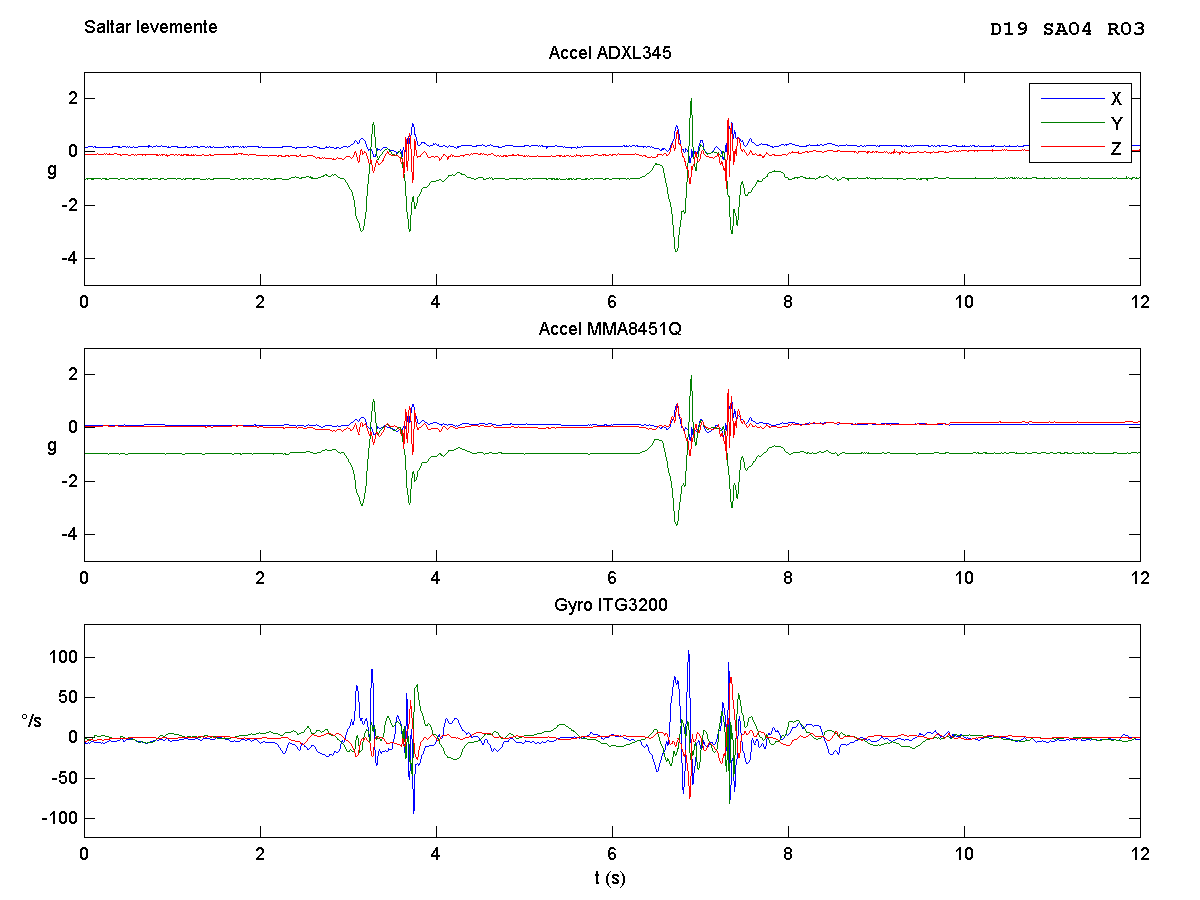 Saltar levemente
D19 SA04 R03
Accel ADXL345
2
0
-2
-4
g
X
Y
Z
0 2 4 6 8 10 12
Accel MMA8451Q
2
0
-2
-4
g
0 2 4 6 8 10 12
Gyro ITG3200
100
50
0
-50
-100
°/s
0 2 4 6 8 10 12
t (s)